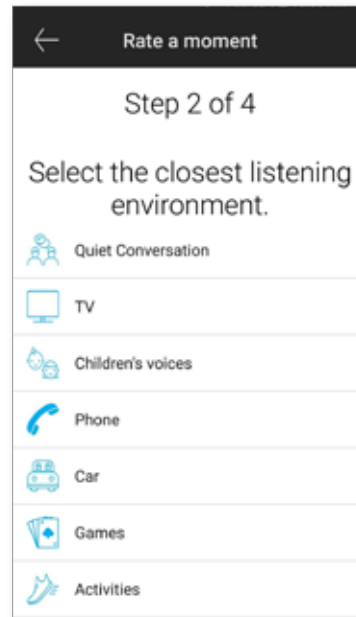 Rate a moment
Step 2 of 4
Select the closest listening
environment.
Quiet Conversation
TV
Children's voices
Phone
Car
Games
Activities